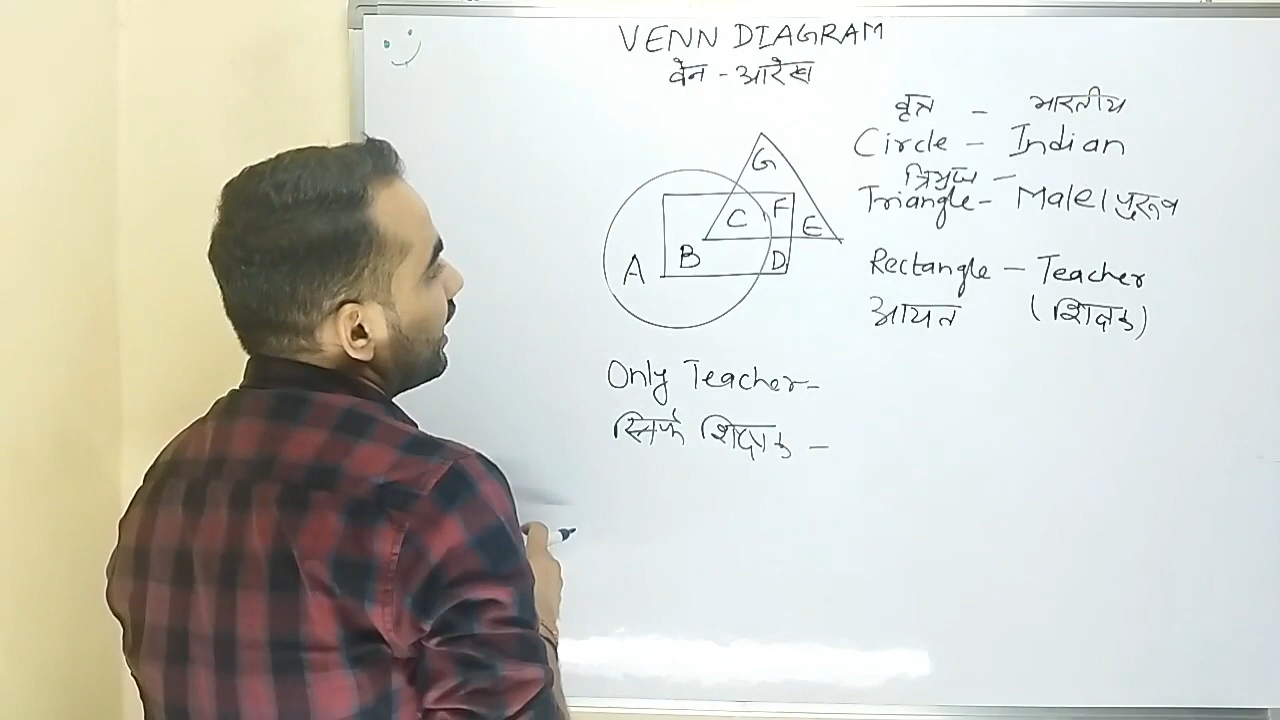 VENN DIAGRAM
वेन - आरेख
वृत्त - भारतीय
Circle - Indian
त्रिभुज -
Triangle - Male / पुरूष
Rectangle - Teacher
आयत (शिक्षक)
G
C F E
A B D
Only Teacher -
सिर्फ शिक्षक -